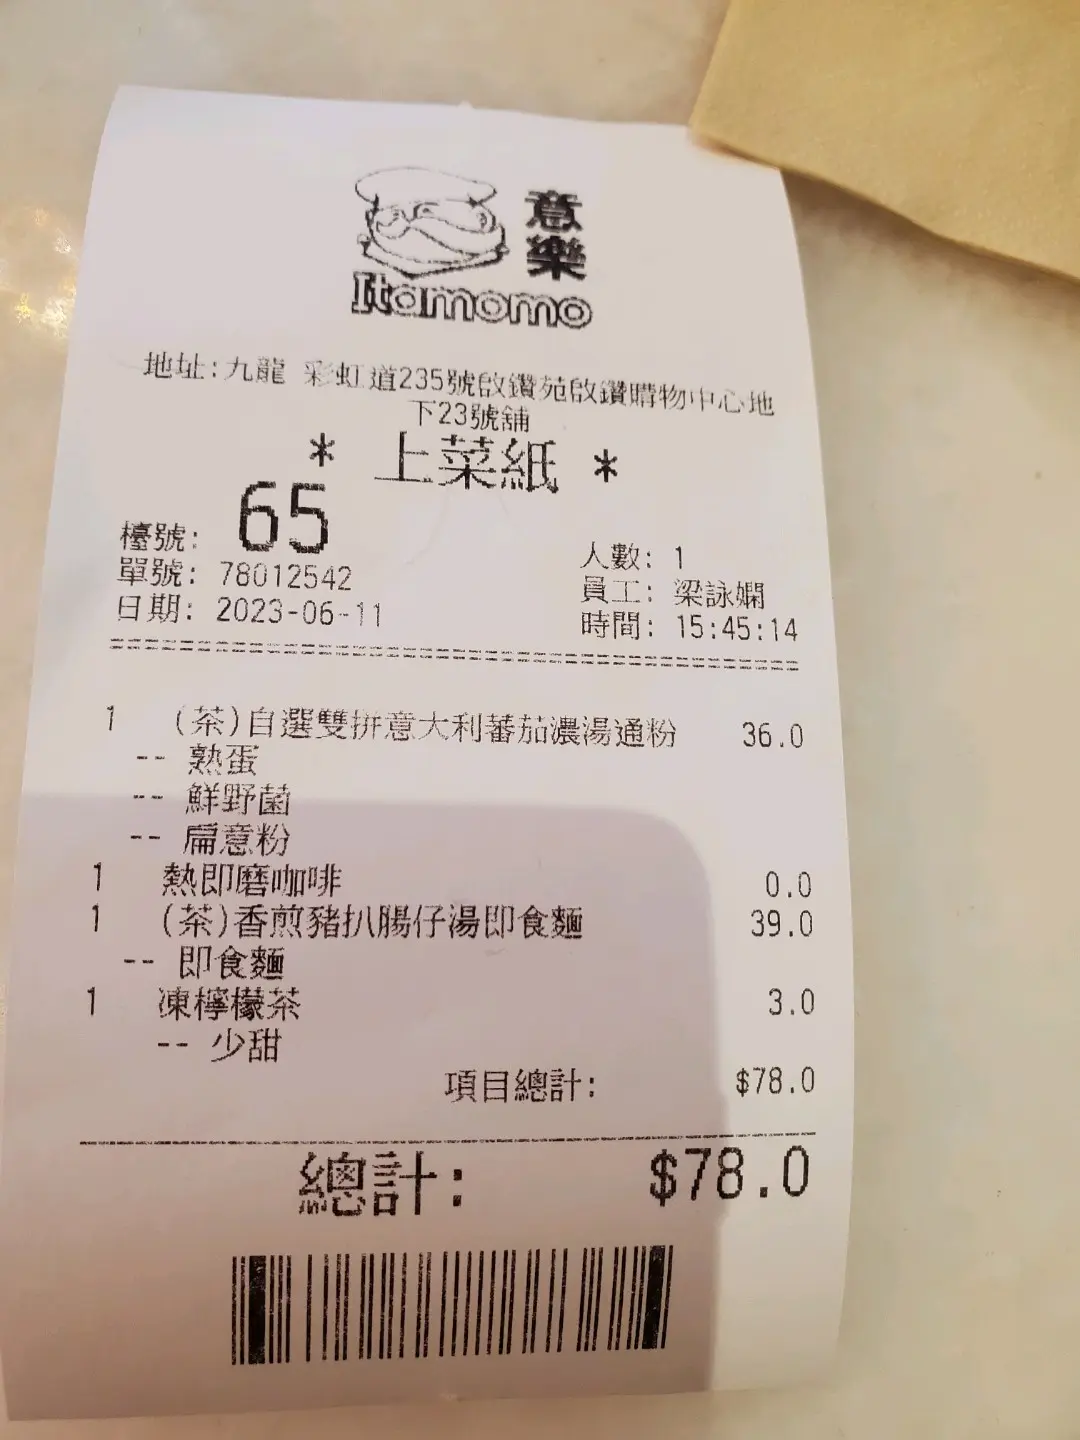 意樂
Itamomo
地址:九龍 彩虹道235號啟鑽苑啟鑽購物中心地
下23號舖
* 上菜紙 *
檯號: 65
人數: 1
單號: 78012542
員工: 梁詠嫻
日期: 2023-06-11
時間: 15:45:14
1 (茶)自選雙拼意大利蕃茄濃湯通粉 36.0
-- 熟蛋
-- 鮮野菌
-- 扁意粉
1 熱即磨咖啡 0.0
1 (茶)香煎豬扒腸仔湯即食麵 39.0
-- 即食麵
1 凍檸檬茶 3.0
-- 少甜
項目總計: $78.0
總計: $78.0